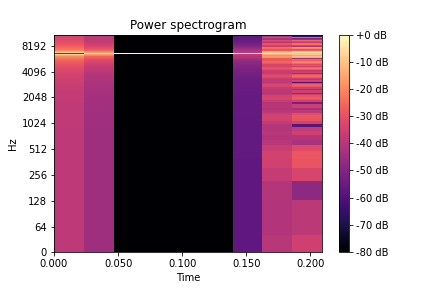 Power spectrogram
8192
4096
2048
1024
512
256
128
64
0
Hz
0.000 0.050 0.100 0.150 0.200
Time
+0 dB
-10 dB
-20 dB
-30 dB
-40 dB
-50 dB
-60 dB
-70 dB
-80 dB